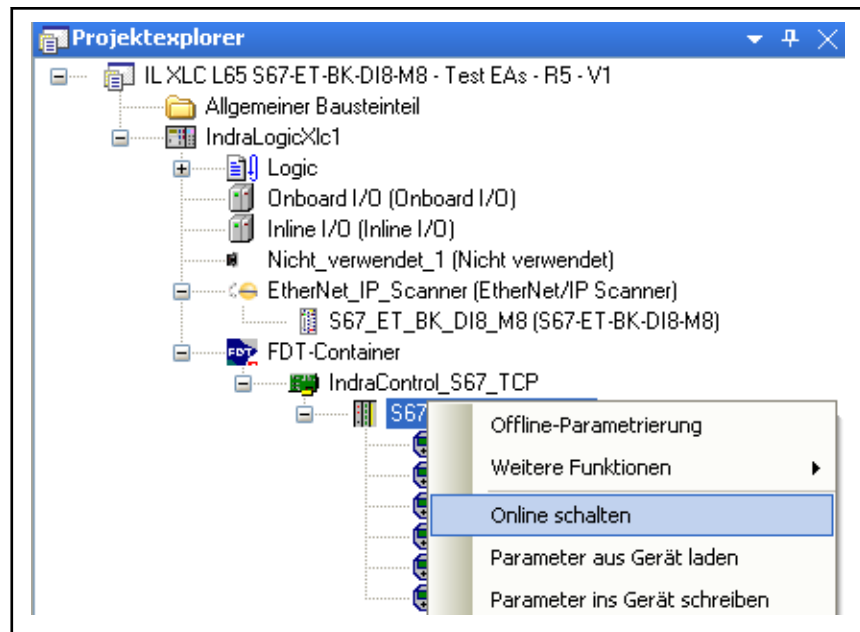 Projektexplorer
IL XLC L65 S67-ET-BK-DI8-M8 - Test EAs - R5 - V1
Allgemeiner Bausteinteil
IndraLogicXlc1
Logic
Onboard I/O (Onboard I/O)
Inline I/O (Inline I/O)
Nicht_verwendet_1 (Nicht verwendet)
EtherNet_IP_Scanner (EtherNet/IP Scanner)
S67_ET_BK_DI8_M8 (S67-ET-BK-DI8-M8)
FDT FDT-Container
IndraControl_S67_TCP
S67
Offline-Parametrierung
Weitere Funktionen
Online schalten
Parameter aus Gerät laden
Parameter ins Gerät schreiben